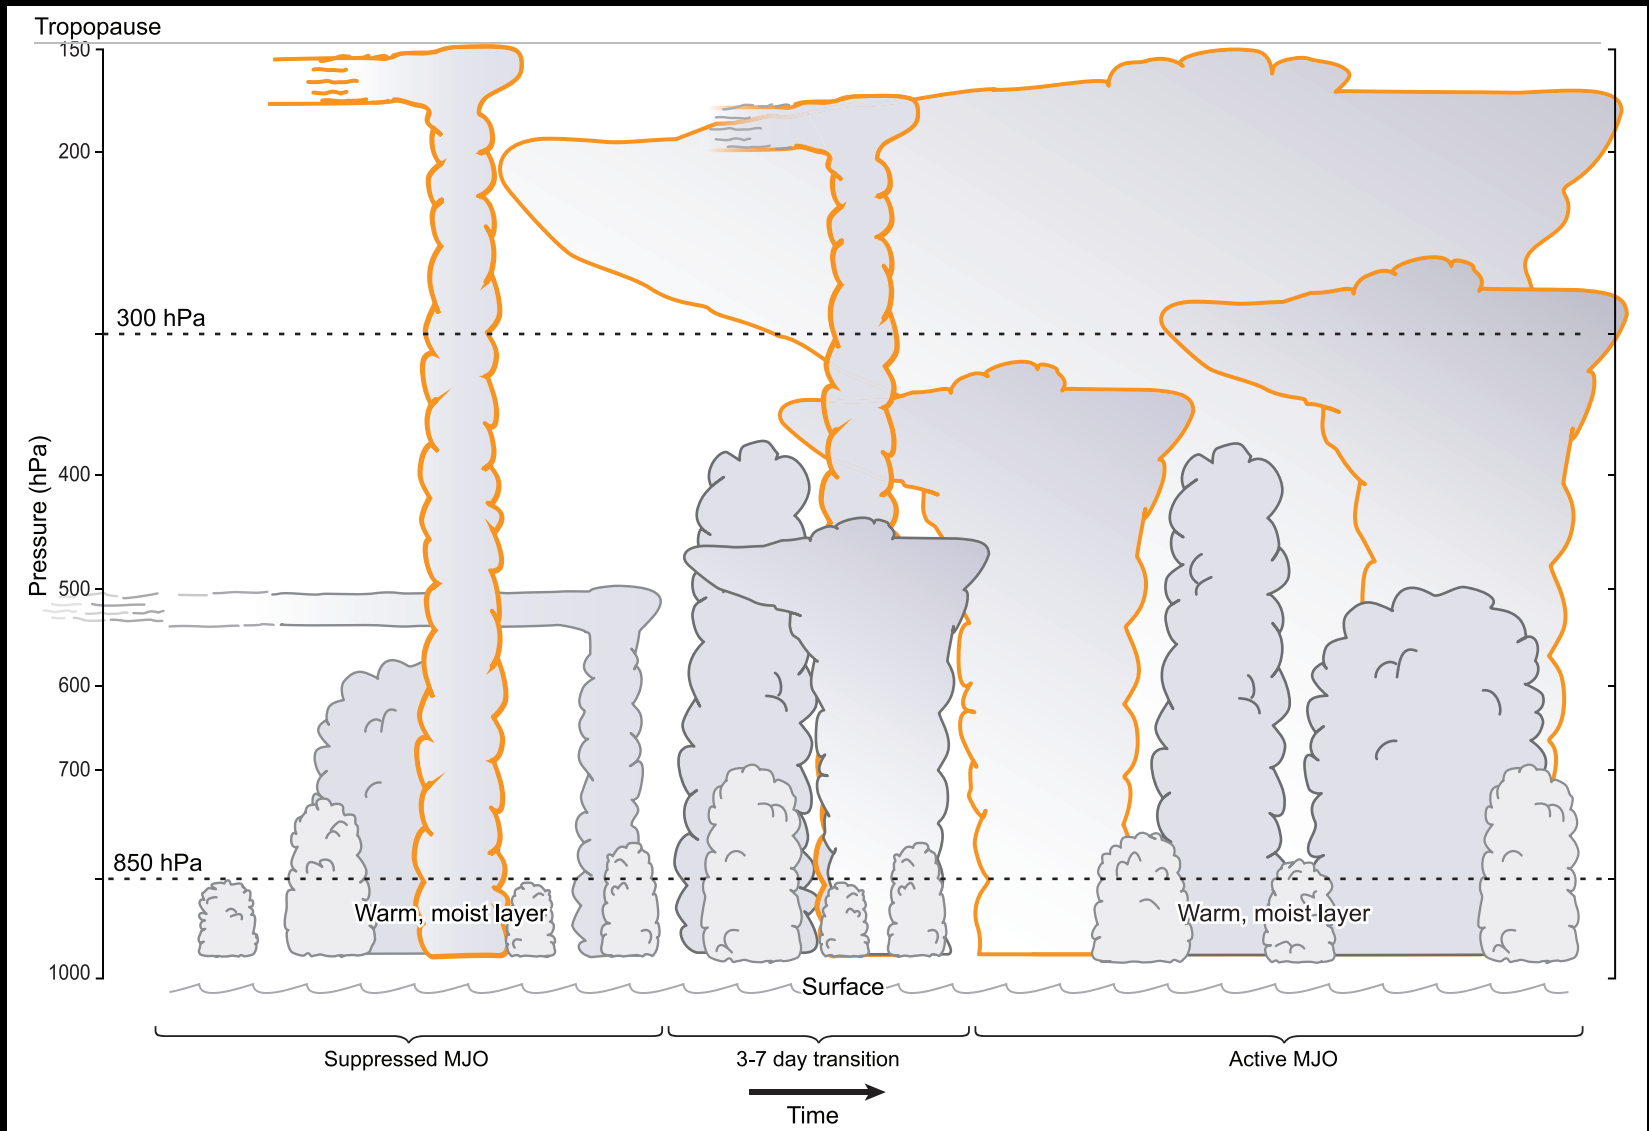 Tropopause
150
200
300 hPa
400
500
600
700
850 hPa
1000
Pressure (hPa)
Warm, moist layer
Warm, moist layer
Surface
Suppressed MJO
3-7 day transition
Active MJO
Time